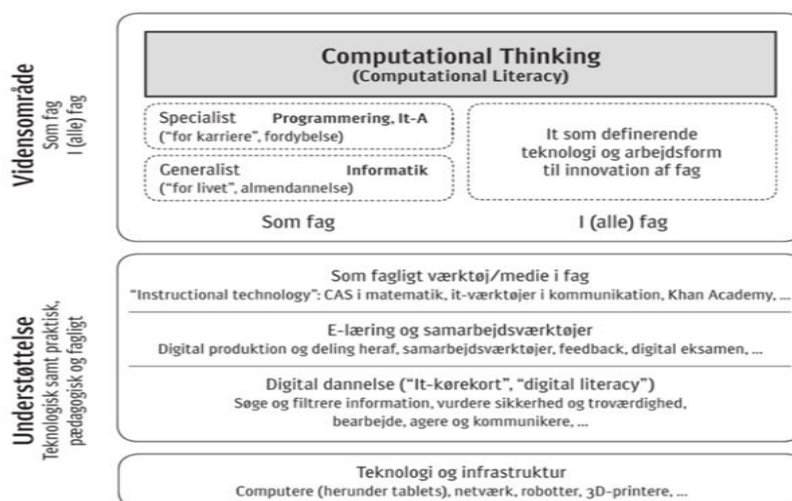 Vidensområde
Som fag
I (alle) fag
Computational Thinking
(Computational Literacy)
Specialist Programmering, It-A
("for karriere", fordybelse)
Generalist Informatik
("for livet", almendannelse)
Som fag
It som definerende
teknologi og arbejdsform
til innovation af fag
I (alle) fag
Understøttelse
Teknologisk samt praktisk,
pædagogisk og fagligt
Som fagligt værktøj/medie i fag
"Instructional technology": CAS i matematik, it-værktøjer i kommunikation, Khan Academy, ...
E-læring og samarbejdsværktøjer
Digital produktion og deling heraf, samarbejdsværktøjer, feedback, digital eksamen, ...
Digital dannelse ("It-kørekort", "digital literacy")
Søge og filtrere information, vurdere sikkerhed og troværdighed,
bearbejde, agere og kommunikere, ...
Teknologi og infrastruktur
Computere (herunder tablets), netværk, robotter, 3D-printere, ...